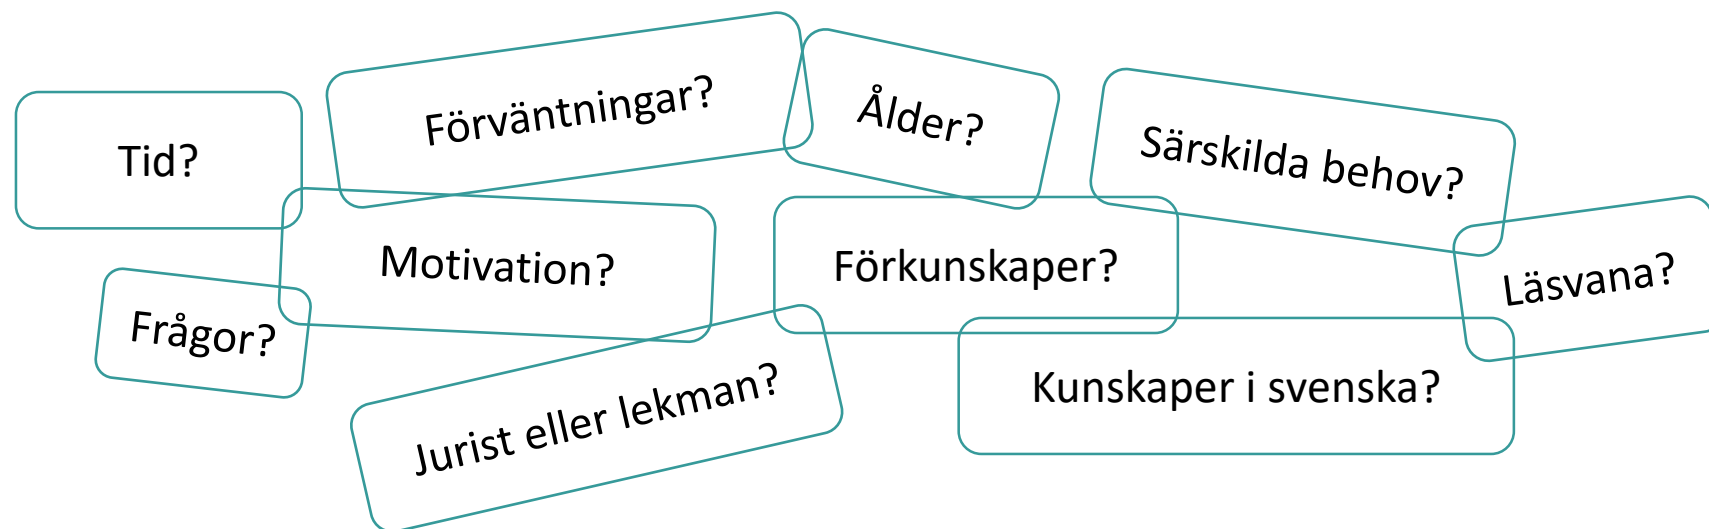 Tid?
Förväntningar?
Ålder?
Särskilda behov?
Motivation?
Förkunskaper?
Läsvana?
Frågor?
Jurist eller lekman?
Kunskaper i svenska?